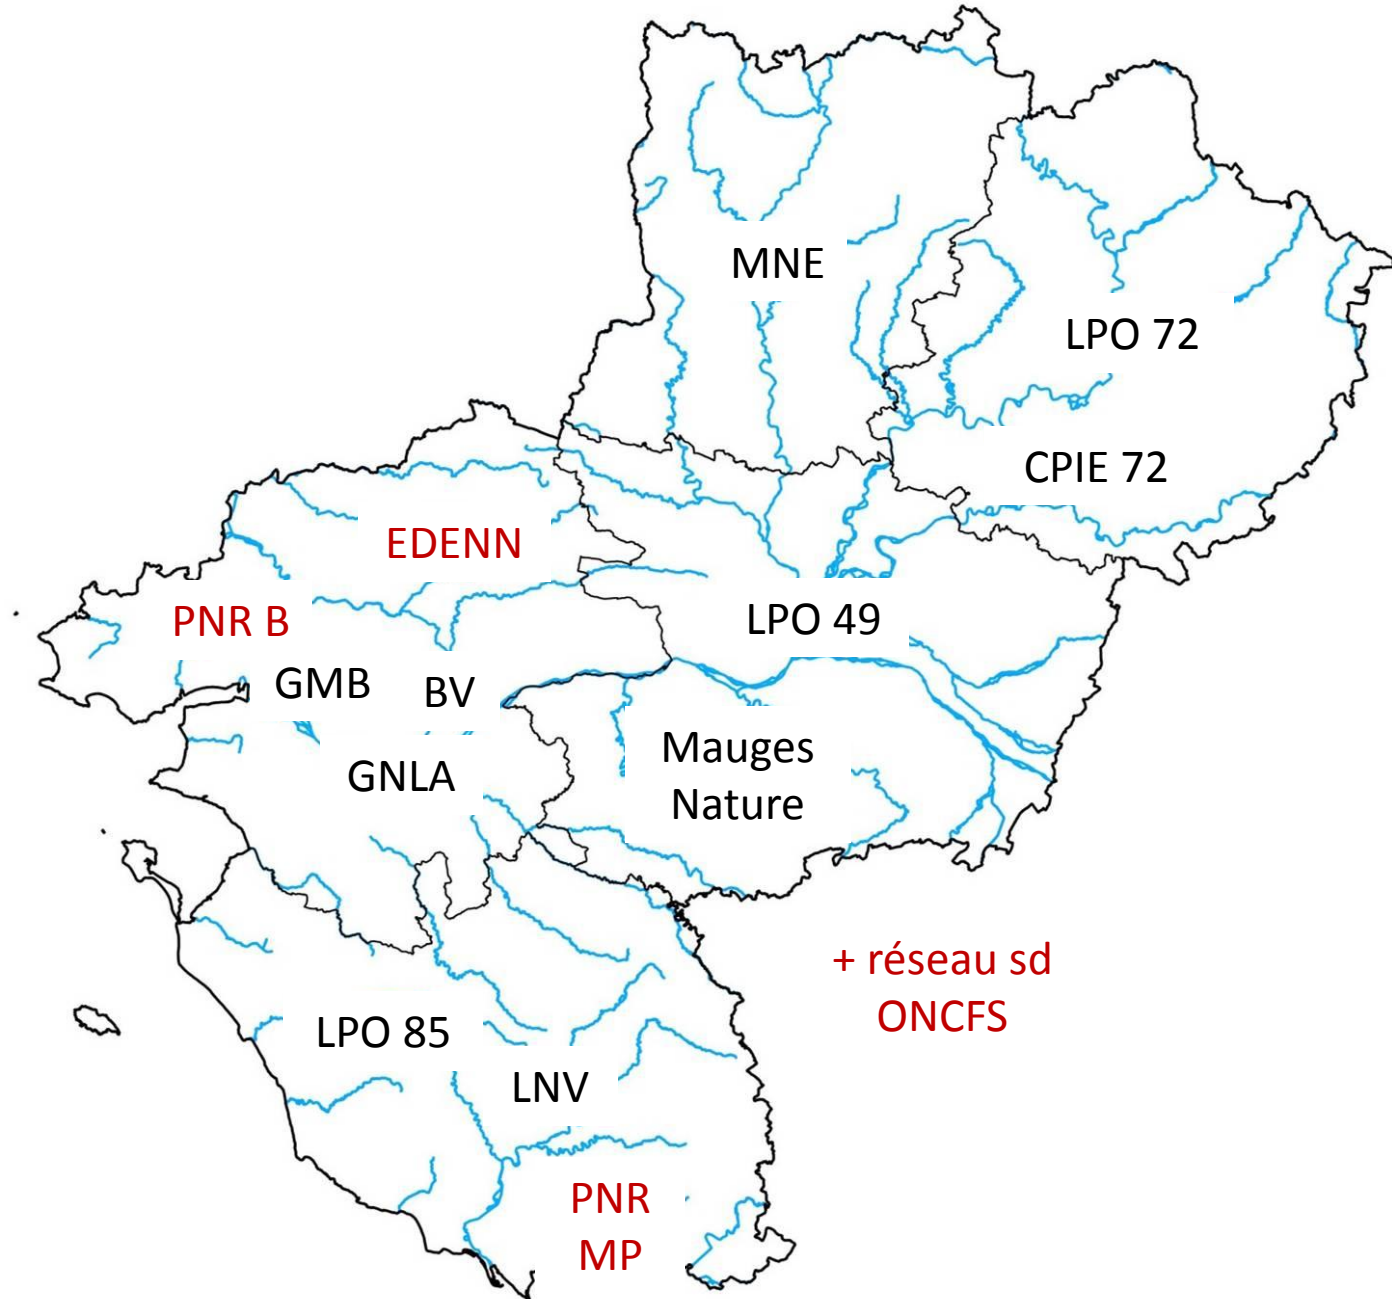 MNE
LPO 72
CPIE 72
EDENN
PNR B
LPO 49
GMB
BV
Mauges
Nature
GNLA
+ réseau sd
ONCFS
LPO 85
LNV
PNR
MP